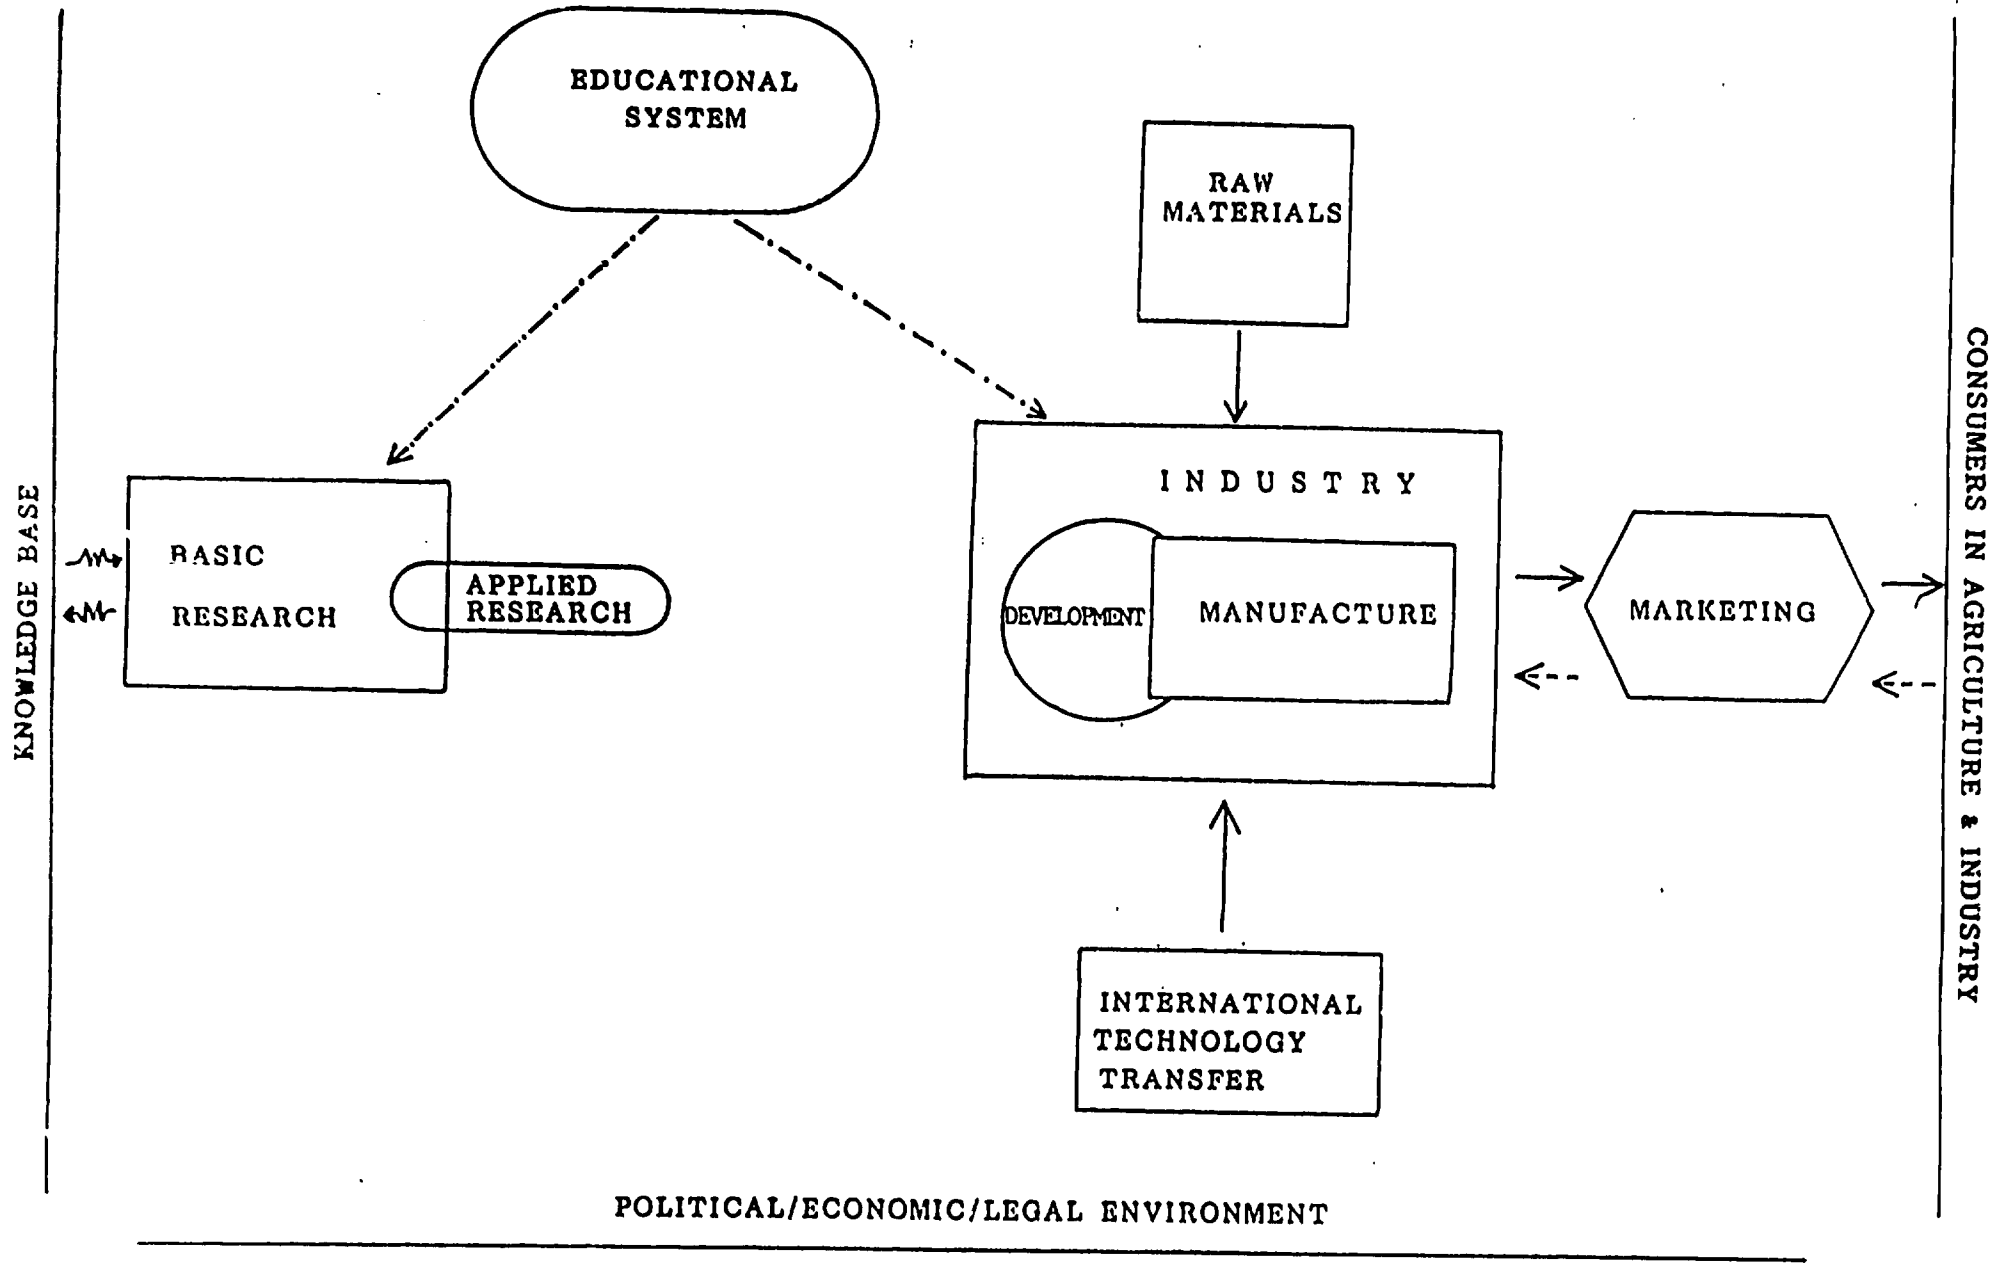 EDUCATIONAL
SYSTEM
RAW
MATERIALS
KNOWLEDGE BASE
BASIC
RESEARCH
APPLIED
RESEARCH
INDUSTRY
DEVELOPMENT
MANUFACTURE
MARKETING
CONSUMERS IN AGRICULTURE & INDUSTRY
INTERNATIONAL
TECHNOLOGY
TRANSFER
POLITICAL/ECONOMIC/LEGAL ENVIRONMENT